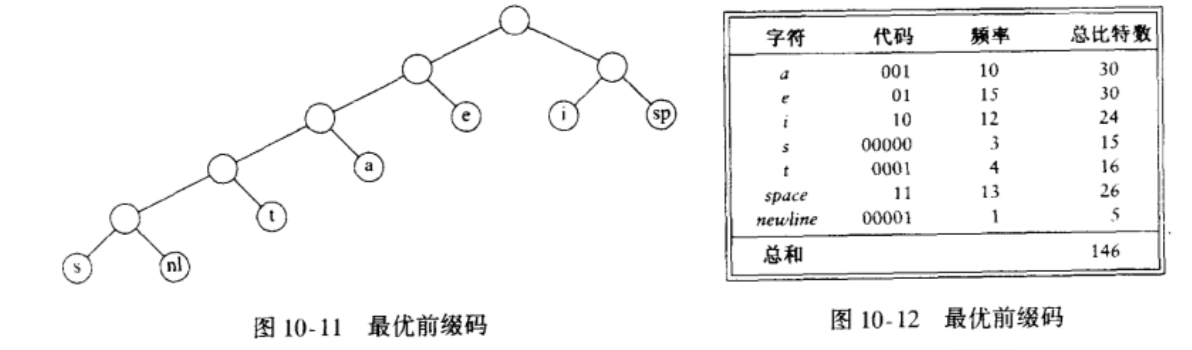 e
i
sp
a
t
s
nl
图 10-11 最优前缀码
字符 代码 频率 总比特数
a 001 10 30
e 01 15 30
i 10 12 24
s 00000 3 15
t 0001 4 16
space 11 13 26
newline 00001 1 5
总和 146
图 10-12 最优前缀码